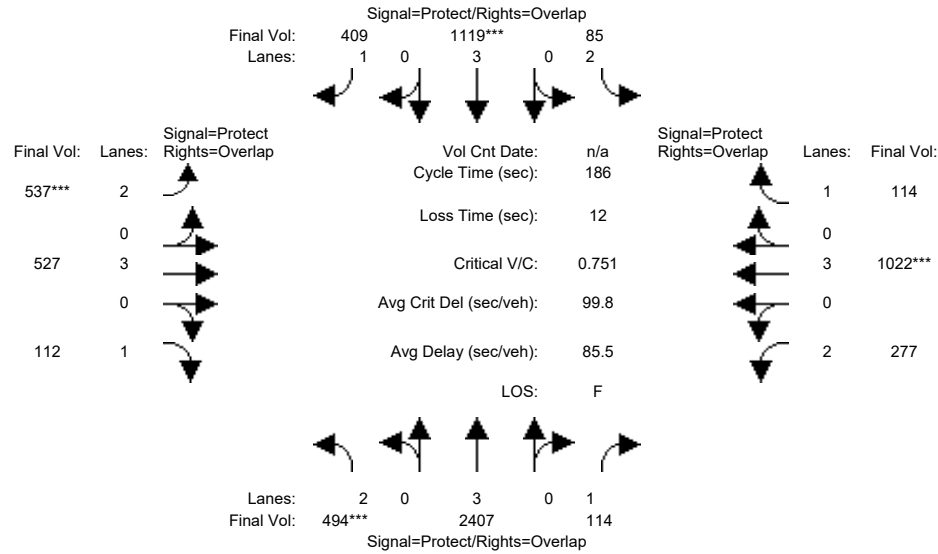 Signal=Protect/Rights=Overlap
Final Vol: 409 1119*** 85
Lanes: 1 0 3 0 2
Signal=Protect
Final Vol: Lanes: Rights=Overlap
Vol Cnt Date: n/a
Signal=Protect
Rights=Overlap Lanes: Final Vol:
Cycle Time (sec): 186
537*** 2
1 114
Loss Time (sec): 12
0
0
527 3
Critical V/C: 0.751
3 1022***
0
Avg Crit Del (sec/veh): 99.8
0
112 1
Avg Delay (sec/veh): 85.5
2 277
LOS: F
Lanes: 2 0 3 0 1
Final Vol: 494*** 2407 114
Signal=Protect/Rights=Overlap